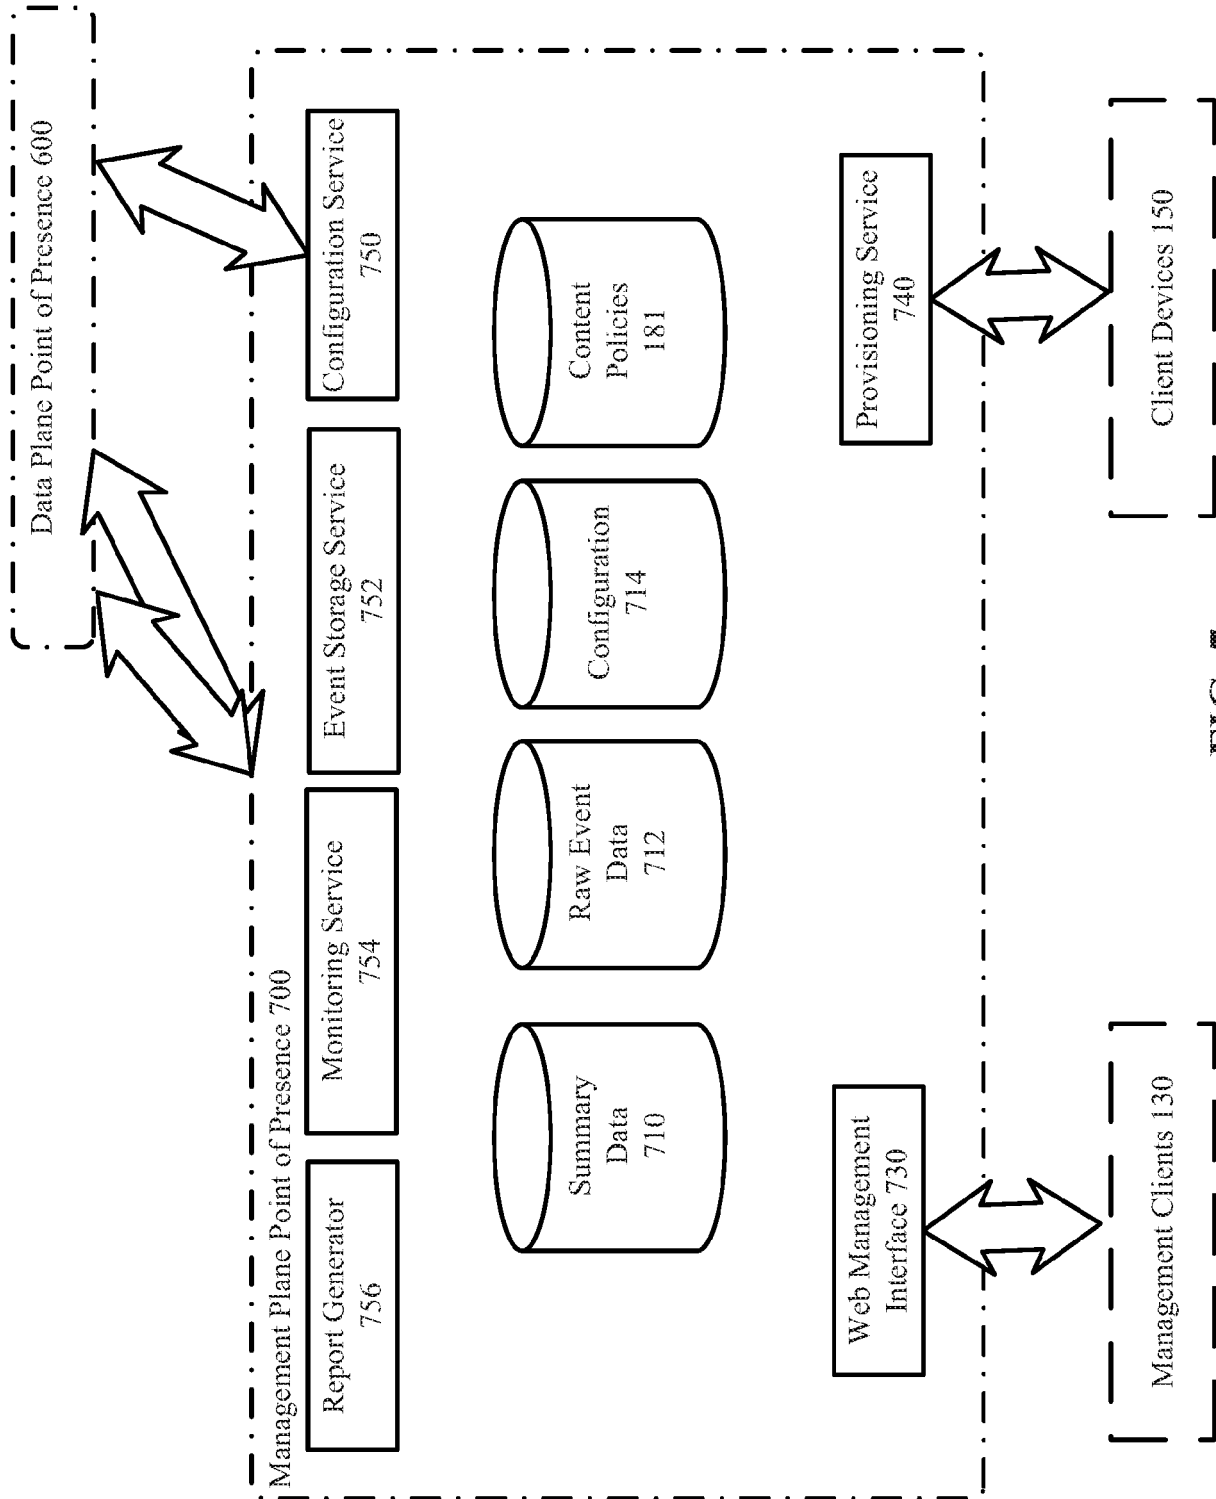 Data Plane Point of Presence 600
Management Plane Point of Presence 700
Report Generator
756
Monitoring Service
754
Event Storage Service
752
Configuration Service
750
Summary
Data
710
Raw Event
Data
712
Configuration
714
Content
Policies
181
Web Management
Interface 730
Provisioning Service
740
Management Clients 130
Client Devices 150